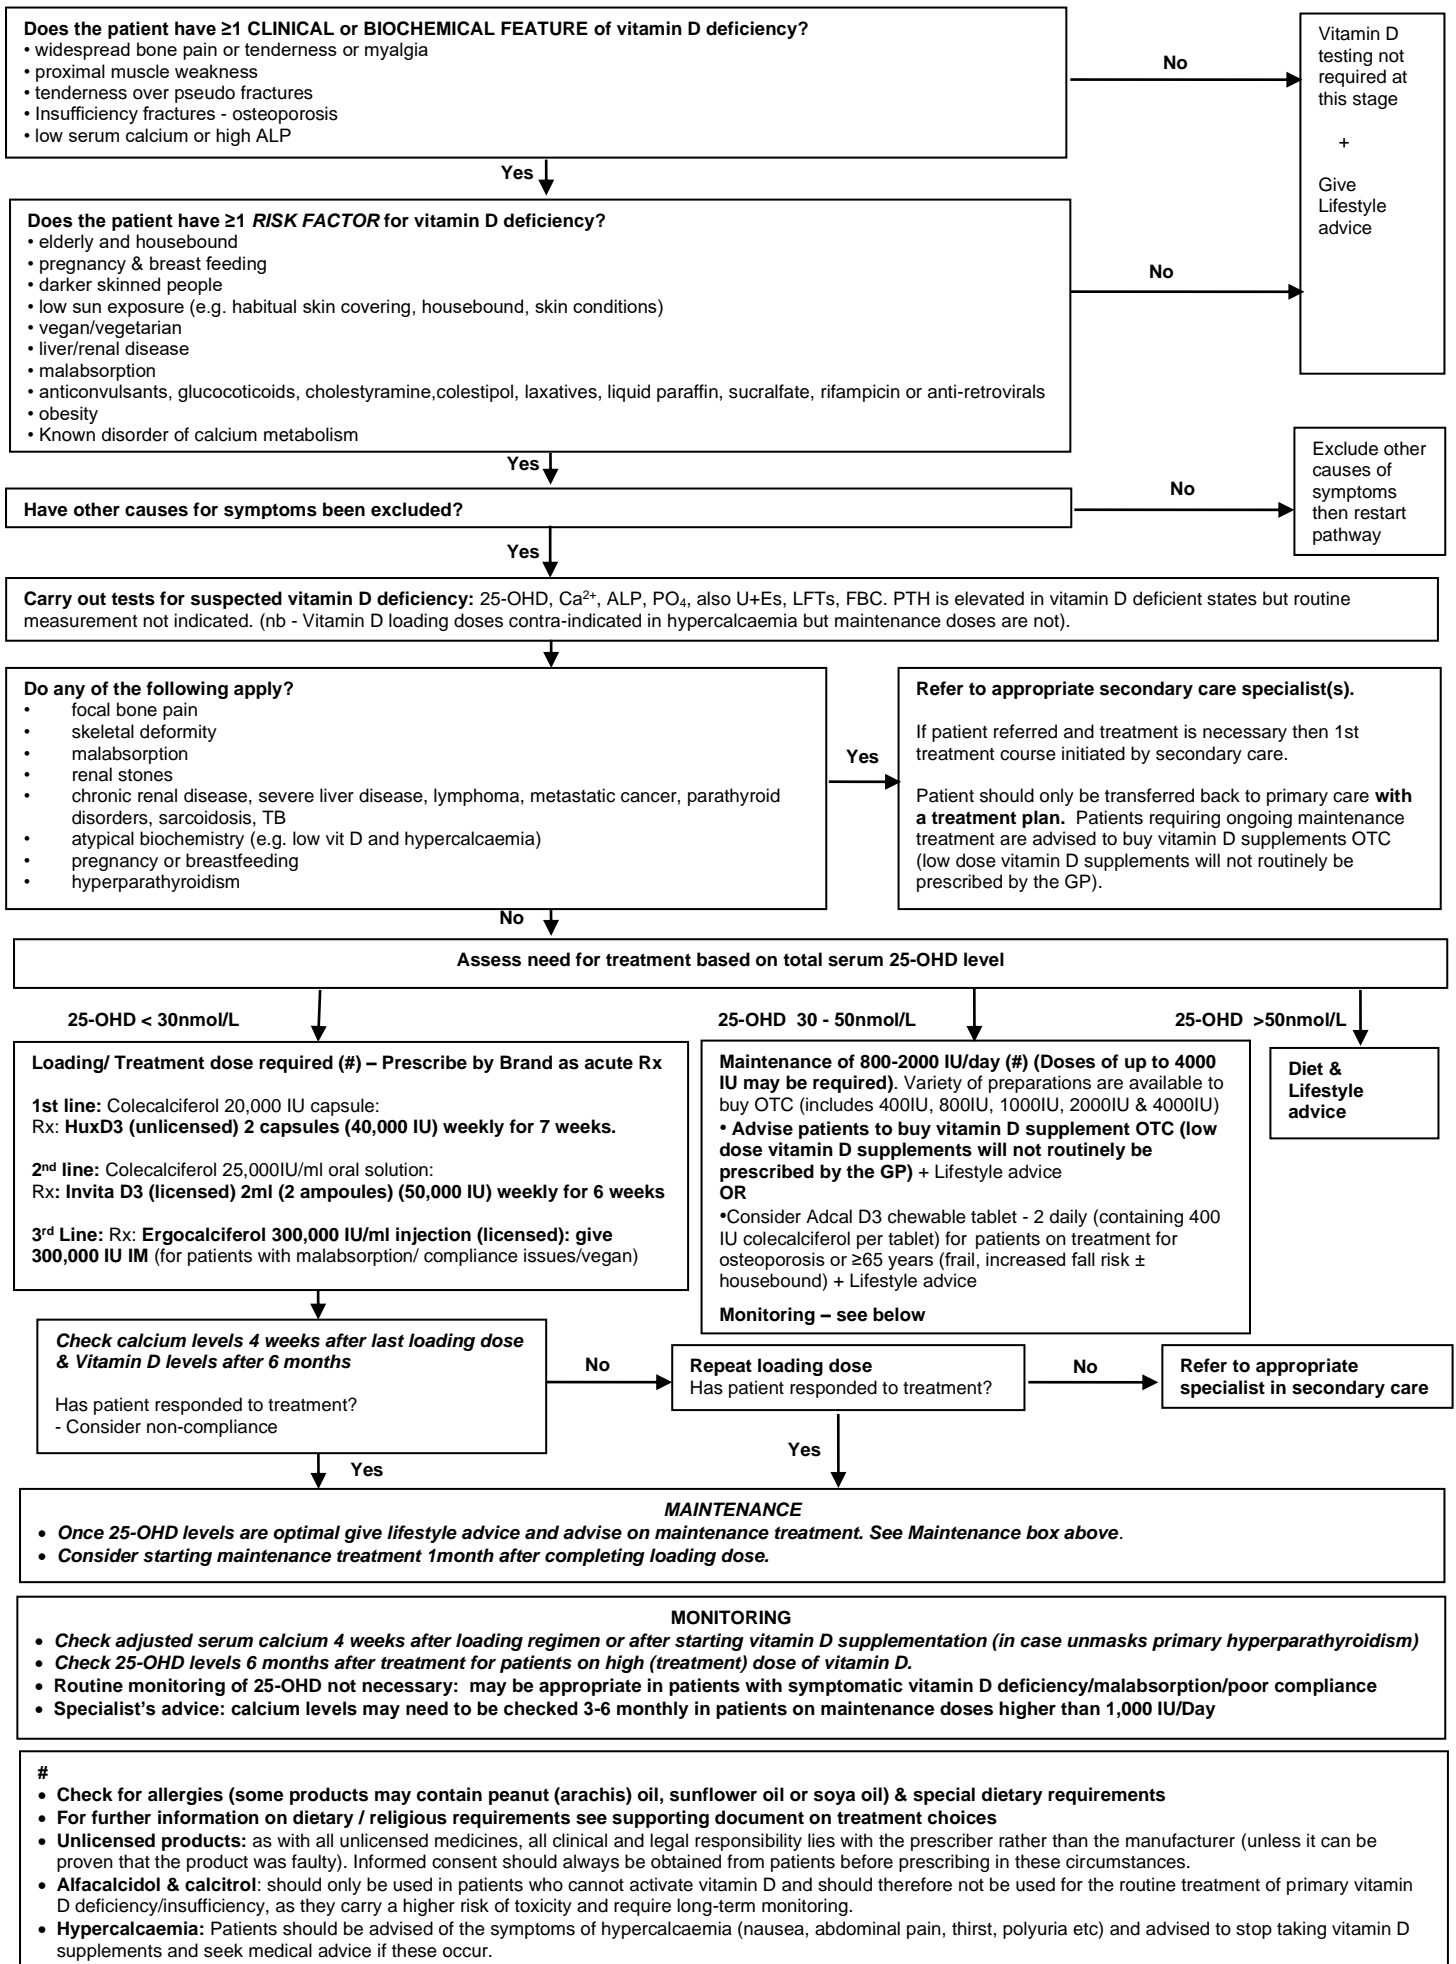 Does the patient have ≥1 CLINICAL or BIOCHEMICAL FEATURE of vitamin D deficiency?
• widespread bone pain or tenderness or myalgia
• proximal muscle weakness
• tenderness over pseudo fractures
• Insufficiency fractures - osteoporosis
• low serum calcium or high ALP
No
Vitamin D
testing not
required at
this stage
+
Give
Lifestyle
advice
Yes
Does the patient have ≥1 RISK FACTOR for vitamin D deficiency?
• elderly and housebound
• pregnancy & breast feeding
• darker skinned people
• low sun exposure (e.g. habitual skin covering, housebound, skin conditions)
• vegan/vegetarian
• liver/renal disease
• malabsorption
• anticonvulsants, glucocoticoids, cholestyramine,colestipol, laxatives, liquid paraffin, sucralfate, rifampicin or anti-retrovirals
• obesity
• Known disorder of calcium metabolism
No
Yes
Have other causes for symptoms been excluded?
No
Exclude other
causes of
symptoms
then restart
pathway
Yes
Carry out tests for suspected vitamin D deficiency: 25-OHD, Ca²⁺, ALP, PO₄, also U+Es, LFTs, FBC. PTH is elevated in vitamin D deficient states but routine
measurement not indicated. (nb - Vitamin D loading doses contra-indicated in hypercalcaemia but maintenance doses are not).
Do any of the following apply?
• focal bone pain
• skeletal deformity
• malabsorption
• renal stones
• chronic renal disease, severe liver disease, lymphoma, metastatic cancer, parathyroid
disorders, sarcoidosis, TB
• atypical biochemistry (e.g. low vit D and hypercalcaemia)
• pregnancy or breastfeeding
• hyperparathyroidism
Yes
Refer to appropriate secondary care specialist(s).
If patient referred and treatment is necessary then 1st
treatment course initiated by secondary care.
Patient should only be transferred back to primary care with
a treatment plan. Patients requiring ongoing maintenance
treatment are advised to buy vitamin D supplements OTC
(low dose vitamin D supplements will not routinely be
prescribed by the GP).
No
Assess need for treatment based on total serum 25-OHD level
25-OHD < 30nmol/L
25-OHD 30 - 50nmol/L
25-OHD >50nmol/L
Loading/ Treatment dose required (#) – Prescribe by Brand as acute Rx
1st line: Colecalciferol 20,000 IU capsule:
Rx: HuxD3 (unlicensed) 2 capsules (40,000 IU) weekly for 7 weeks.
2nd line: Colecalciferol 25,000IU/ml oral solution:
Rx: Invita D3 (licensed) 2ml (2 ampoules) (50,000 IU) weekly for 6 weeks
3rd Line: Rx: Ergocalciferol 300,000 IU/ml injection (licensed): give
300,000 IU IM (for patients with malabsorption/ compliance issues/vegan)
Maintenance of 800-2000 IU/day (#) (Doses of up to 4000
IU may be required). Variety of preparations are available to
buy OTC (includes 400IU, 800IU, 1000IU, 2000IU & 4000IU)
• Advise patients to buy vitamin D supplement OTC (low
dose vitamin D supplements will not routinely be
prescribed by the GP) + Lifestyle advice
OR
•Consider Adcal D3 chewable tablet - 2 daily (containing 400
IU colecalciferol per tablet) for patients on treatment for
osteoporosis or ≥65 years (frail, increased fall risk ±
housebound) + Lifestyle advice
Monitoring – see below
Diet &
Lifestyle
advice
Check calcium levels 4 weeks after last loading dose
& Vitamin D levels after 6 months
Has patient responded to treatment?
- Consider non-compliance
No
Repeat loading dose
Has patient responded to treatment?
No
Refer to appropriate
specialist in secondary care
Yes
Yes
MAINTENANCE
• Once 25-OHD levels are optimal give lifestyle advice and advise on maintenance treatment. See Maintenance box above.
• Consider starting maintenance treatment 1month after completing loading dose.
MONITORING
• Check adjusted serum calcium 4 weeks after loading regimen or after starting vitamin D supplementation (in case unmasks primary hyperparathyroidism)
• Check 25-OHD levels 6 months after treatment for patients on high (treatment) dose of vitamin D.
• Routine monitoring of 25-OHD not necessary: may be appropriate in patients with symptomatic vitamin D deficiency/malabsorption/poor compliance
• Specialist’s advice: calcium levels may need to be checked 3-6 monthly in patients on maintenance doses higher than 1,000 IU/Day
#
• Check for allergies (some products may contain peanut (arachis) oil, sunflower oil or soya oil) & special dietary requirements
• For further information on dietary / religious requirements see supporting document on treatment choices
• Unlicensed products: as with all unlicensed medicines, all clinical and legal responsibility lies with the prescriber rather than the manufacturer (unless it can be
proven that the product was faulty). Informed consent should always be obtained from patients before prescribing in these circumstances.
• Alfacalcidol & calcitrol: should only be used in patients who cannot activate vitamin D and should therefore not be used for the routine treatment of primary vitamin
D deficiency/insufficiency, as they carry a higher risk of toxicity and require long-term monitoring.
• Hypercalcaemia: Patients should be advised of the symptoms of hypercalcaemia (nausea, abdominal pain, thirst, polyuria etc) and advised to stop taking vitamin D
supplements and seek medical advice if these occur.